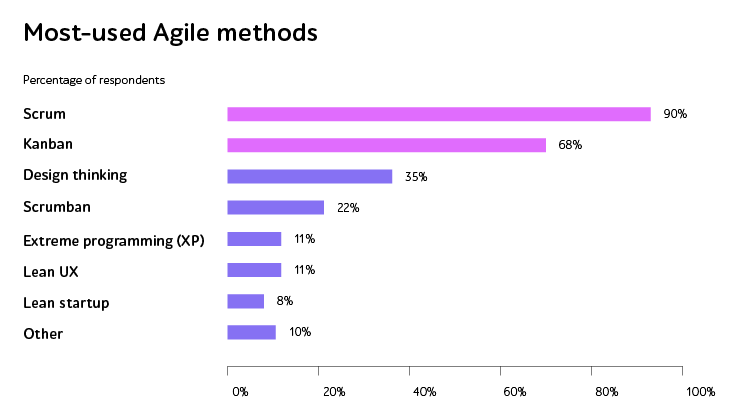 Most-used Agile methods
Percentage of respondents
Scrum 90%
Kanban 68%
Design thinking 35%
Scrumban 22%
Extreme programming (XP) 11%
Lean UX 11%
Lean startup 8%
Other 10%
0% 20% 40% 60% 80% 100%